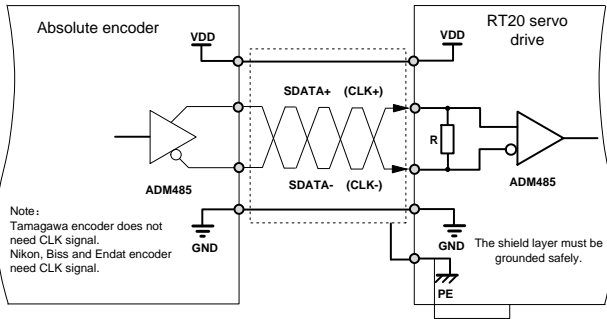 Absolute encoder
RT20 servo
drive
VDD
VDD
SDATA+ (CLK+)
R
SDATA- (CLK-)
ADM485
ADM485
Note：
Tamagawa encoder does not
need CLK signal.
Nikon, Biss and Endat encoder
need CLK signal.
GND
GND
The shield layer must be
grounded safely.
PE